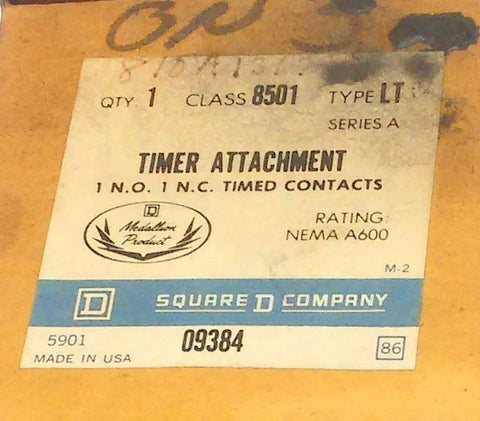 QTY. 1 CLASS 8501 TYPE LT
SERIES A
TIMER ATTACHMENT
1 N.O. 1 N.C. TIMED CONTACTS
D
Medallion
Product
RATING:
NEMA A600
M-2
D SQUARE D COMPANY
5901 09384 86
MADE IN USA